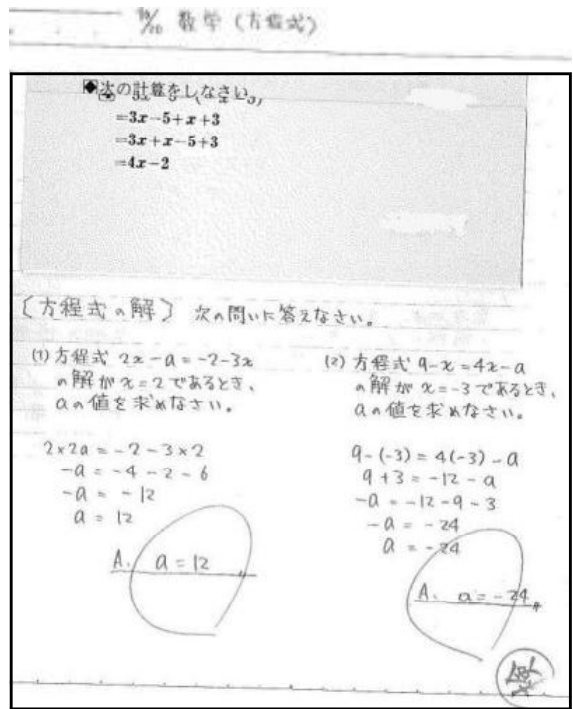 数学 (方程式)
◆次の計算をしなさい。
=3x-5+x+3
=3x+x-5+3
=4x-2
〔方程式の解〕 次の問いに答えなさい。
(1) 方程式 2x-a=-2-3x
の解が x=2 であるとき、
aの値を求めなさい。
2×2a=-2-3×2
-a=-4-2-6
-a=-12
a=12
A. a=12
(2) 方程式 9-x=4x-a
の解が x=-3 であるとき、
aの値を求めなさい。
9-(-3)=4(-3)-a
9+3=-12-a
-a=-12-9-3
-a=-24
a=-24
A. a=-24